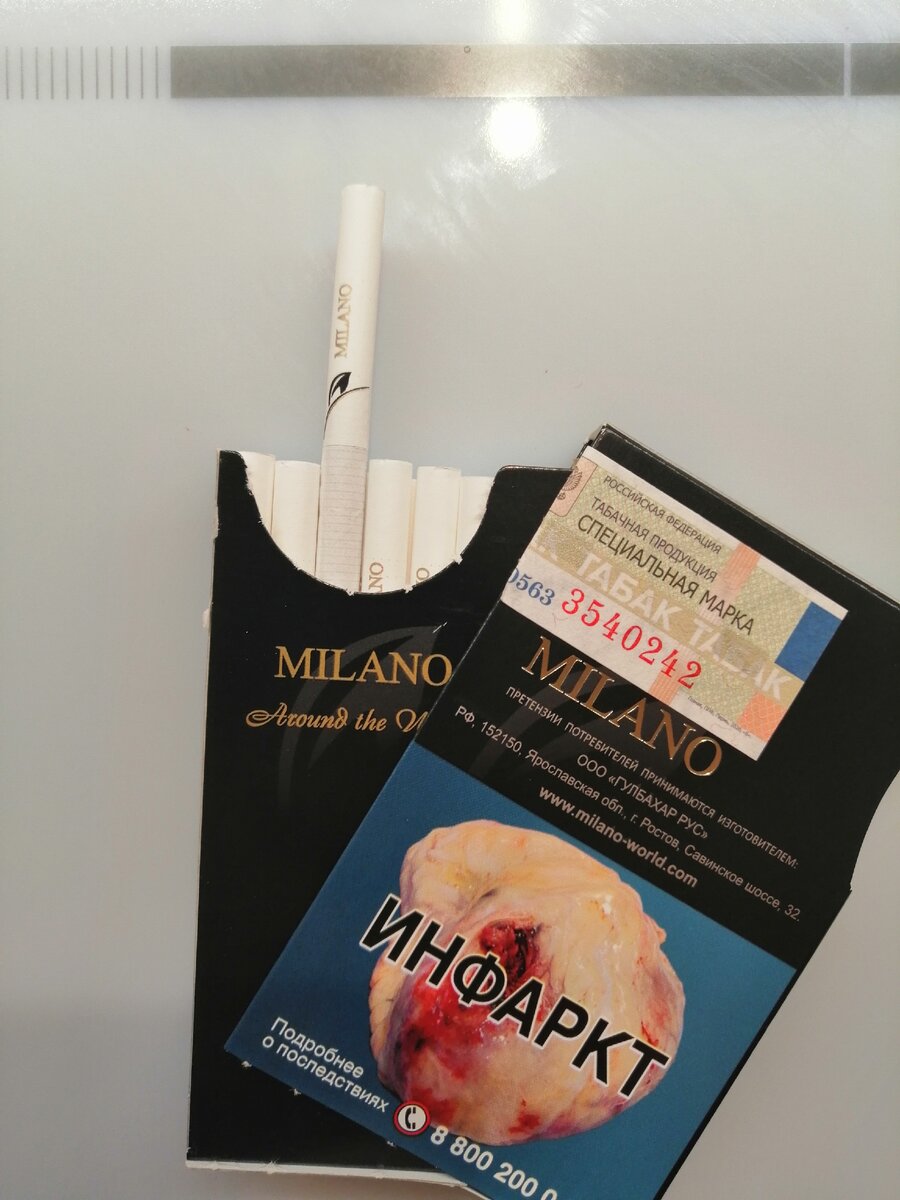 MILANO
MILANO
Around the
РОССИЙСКАЯ ФЕДЕРАЦИЯ
ТАБАЧНАЯ ПРОДУКЦИЯ
СПЕЦИАЛЬНАЯ МАРКА
ТАБАК ТАБАК
0563 3540242
MILANO
ПРЕТЕНЗИИ ПОТРЕБИТЕЛЕЙ ПРИНИМАЮТСЯ ИЗГОТОВИТЕЛЕМ:
ООО «ГУЛБАХАР РУС»
РФ, 152150, Ярославская обл., г. Ростов, Савинское шоссе, 32.
www.milano-world.com
ИНФАРКТ
Подробнее
о последствиях
8 800 200 0